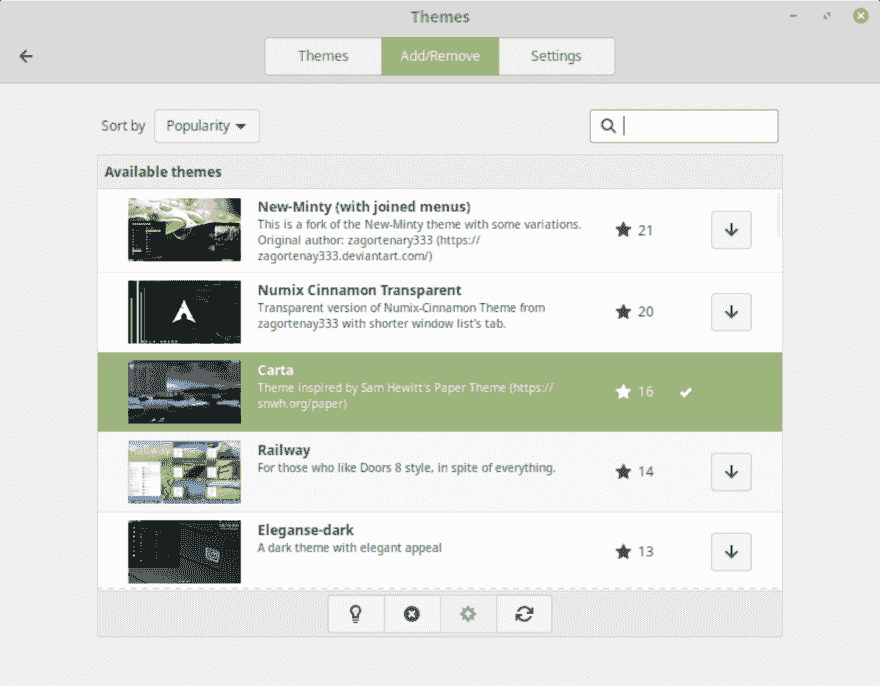 Themes
Themes
Add/Remove
Settings
Sort by
Popularity
Available themes
New-Minty (with joined menus)
This is a fork of the New-Minty theme with some variations.
Original author: zagortenary333 (https://
zagortenay333.deviantart.com/)
21
Numix Cinnamon Transparent
Transparent version of Numix-Cinnamon Theme from
zagortenay333 with shorter window list's tab.
20
Carta
Theme inspired by Sam Hewitt's Paper Theme (https://
snwh.org/paper)
16
Railway
For those who like Doors 8 style, in spite of everything.
14
Eleganse-dark
A dark theme with elegant appeal
13